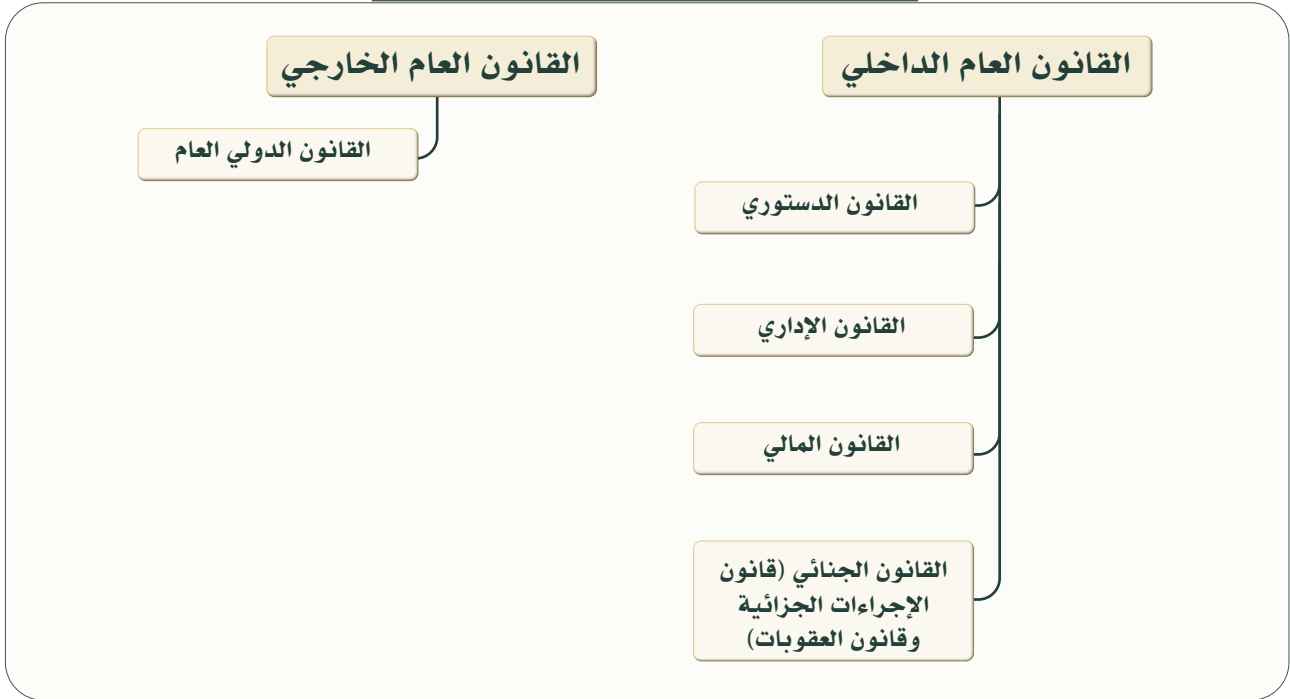 القانون العام الداخلي
القانون الدستوري
القانون الإداري
القانون المالي
القانون الجنائي (قانون
الإجراءات الجزائية
وقانون العقوبات)
القانون العام الخارجي
القانون الدولي العام